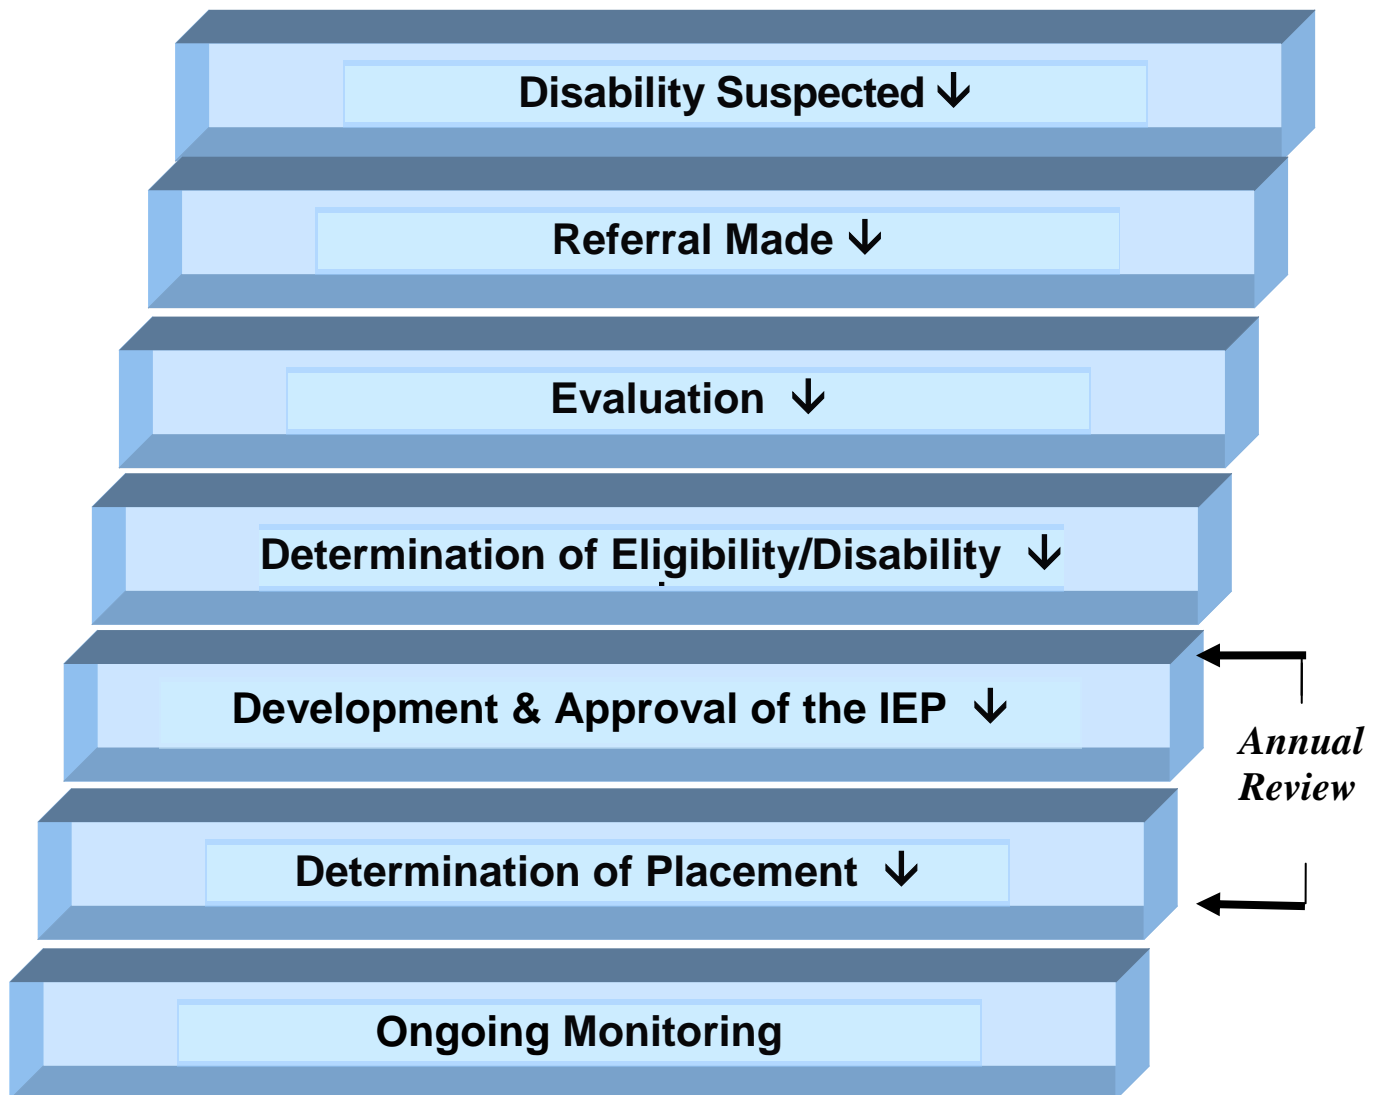 Disability Suspected ↓
Referral Made ↓
Evaluation ↓
Determination of Eligibility/Disability ↓
Development & Approval of the IEP ↓
Annual
Review
Determination of Placement ↓
Ongoing Monitoring